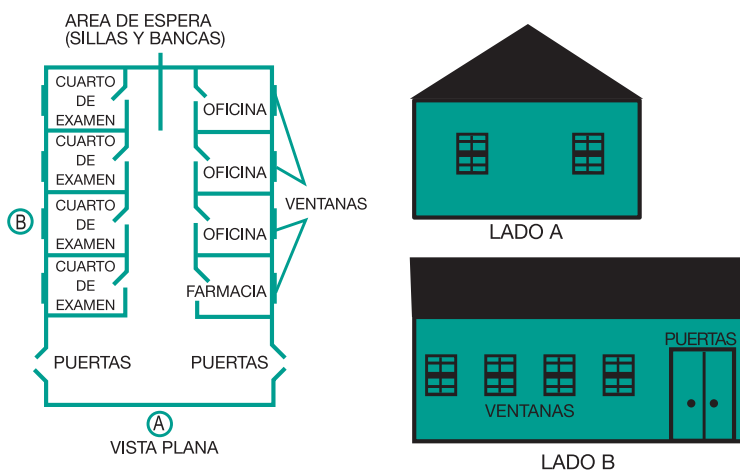 AREA DE ESPERA
(SILLAS Y BANCAS)
CUARTO
DE
EXAMEN
CUARTO
DE
EXAMEN
CUARTO
DE
EXAMEN
CUARTO
DE
EXAMEN
OFICINA
OFICINA
OFICINA
FARMACIA
VENTANAS
B
PUERTAS
PUERTAS
A
VISTA PLANA
LADO A
PUERTAS
VENTANAS
LADO B